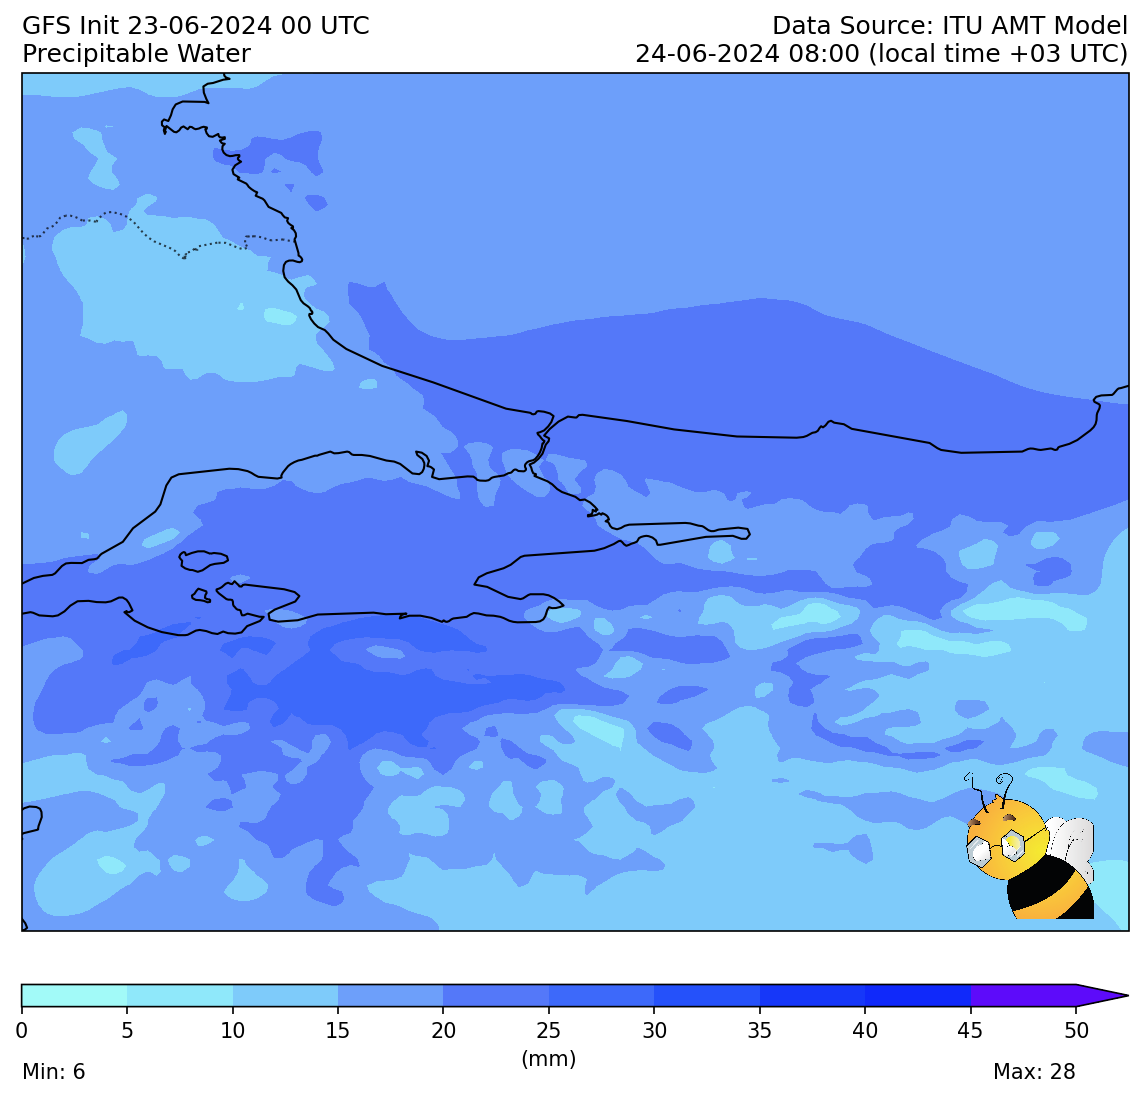 GFS Init 23-06-2024 00 UTC
Data Source: ITU AMT Model
Precipitable Water
24-06-2024 08:00 (local time +03 UTC)
0 5 10 15 20 25 30 35 40 45 50
(mm)
Min: 6
Max: 28